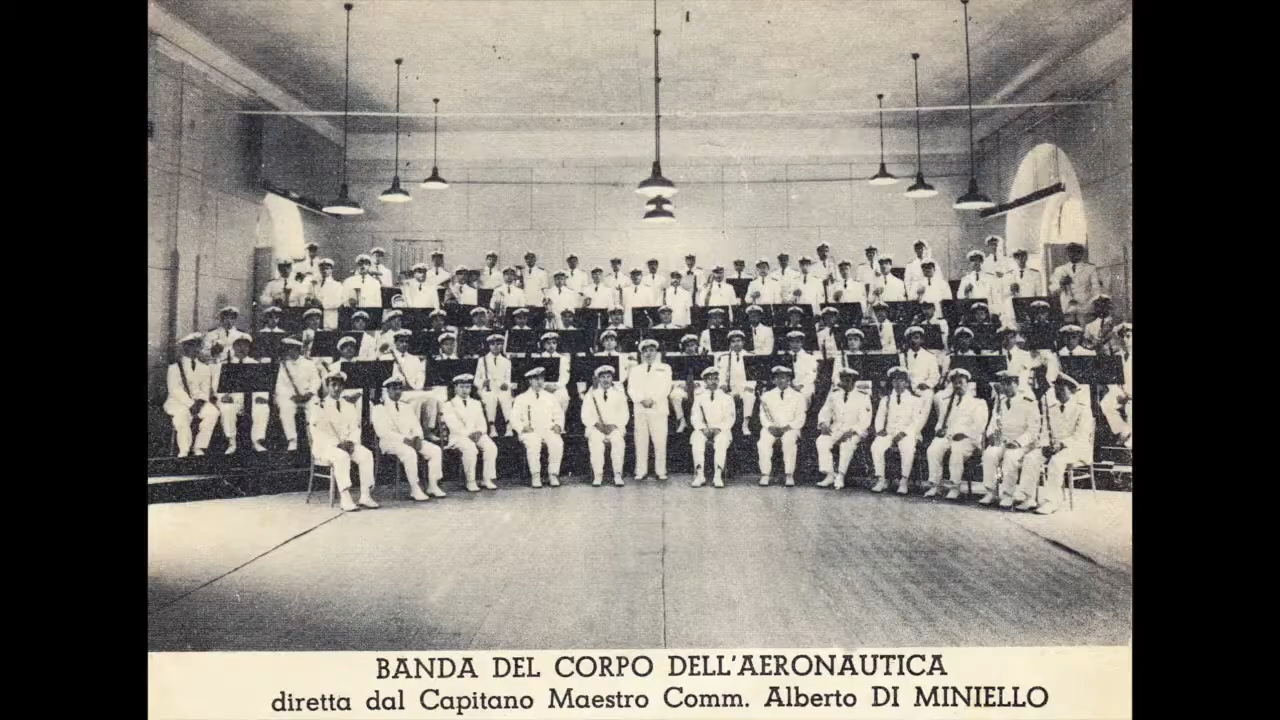 BANDA DEL CORPO DELL'AERONAUTICA
diretta dal Capitano Maestro Comm. Alberto DI MINIELLO